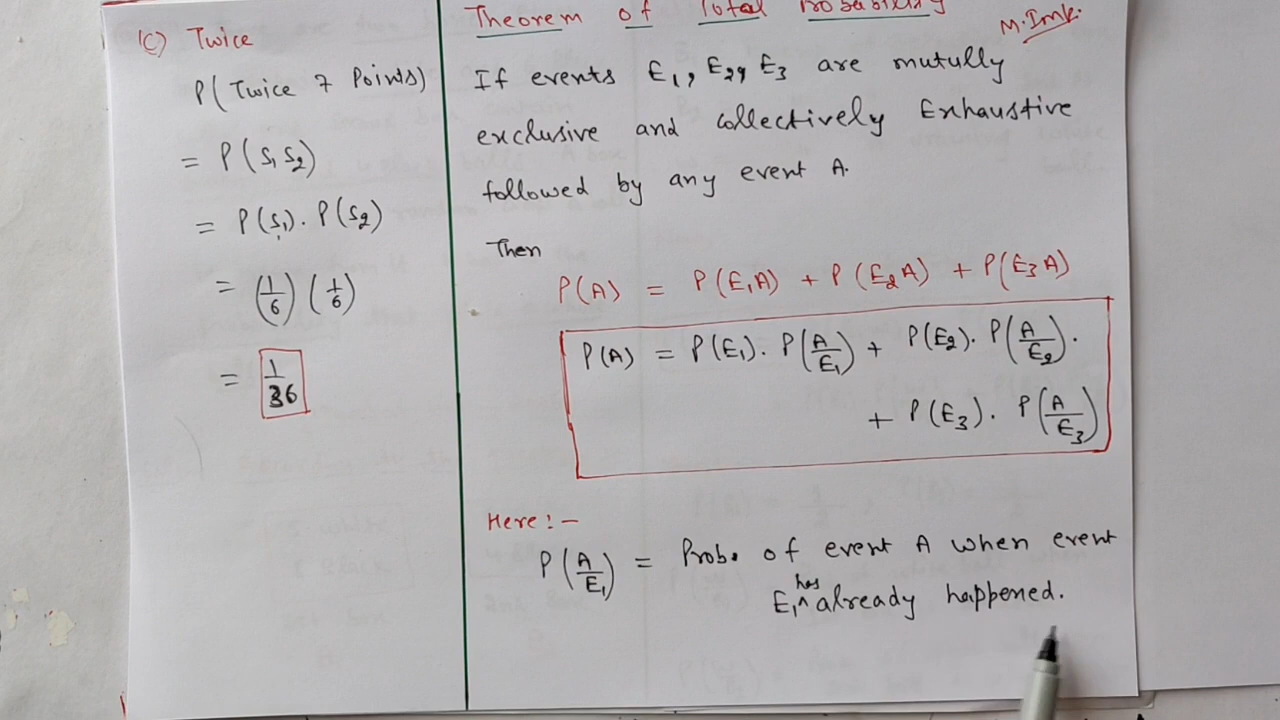 (C) Twice
P(Twice 7 Points)
= P(S₁S₂)
= P(S₁). P(S₂)
= (1/6) (1/6)
= 1/36
Theorem of Total Probability
M. Imp.
If events E₁, E₂, E₃ are mutully
exclusive and collectively Exhaustive
followed by any event A.
Then
P(A) = P(E₁A) + P(E₂A) + P(E₃A)
P(A) = P(E₁). P(A/E₁) + P(E₂). P(A/E₂).
+ P(E₃). P(A/E₃)
Here:-
P(A/E₁) = Prob. of event A when event
E₁ has already happened.